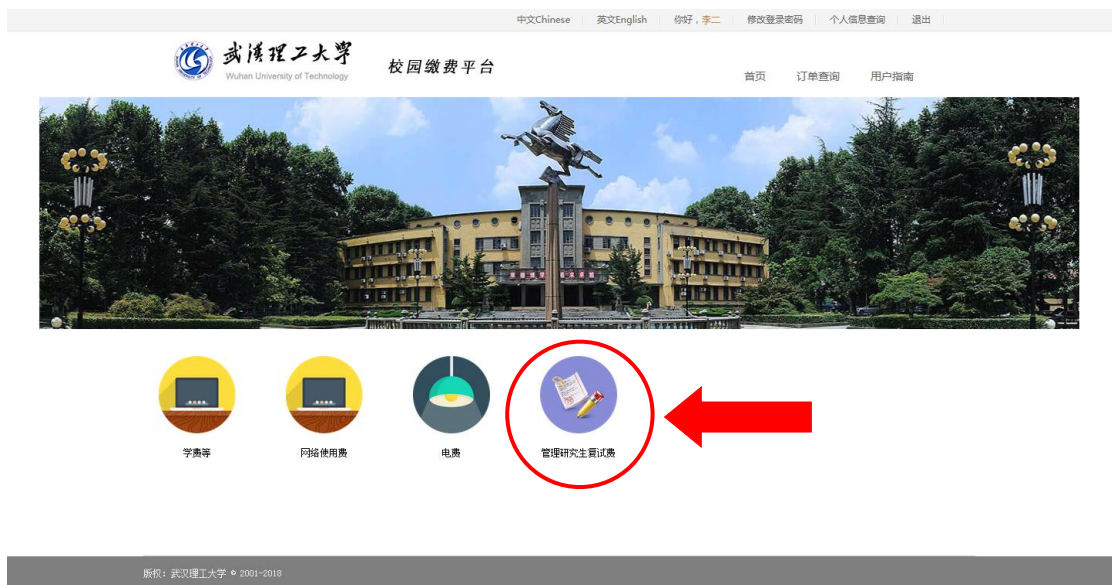 中文Chinese 英文English 你好，李二 修改登录密码 个人信息查询 退出
武汉理工大学
Wuhan University of Technology
校园缴费平台
首页 订单查询 用户指南
学费等 网络使用费 电费 管理研究生复试费
版权：武汉理工大学 © 2001-2018